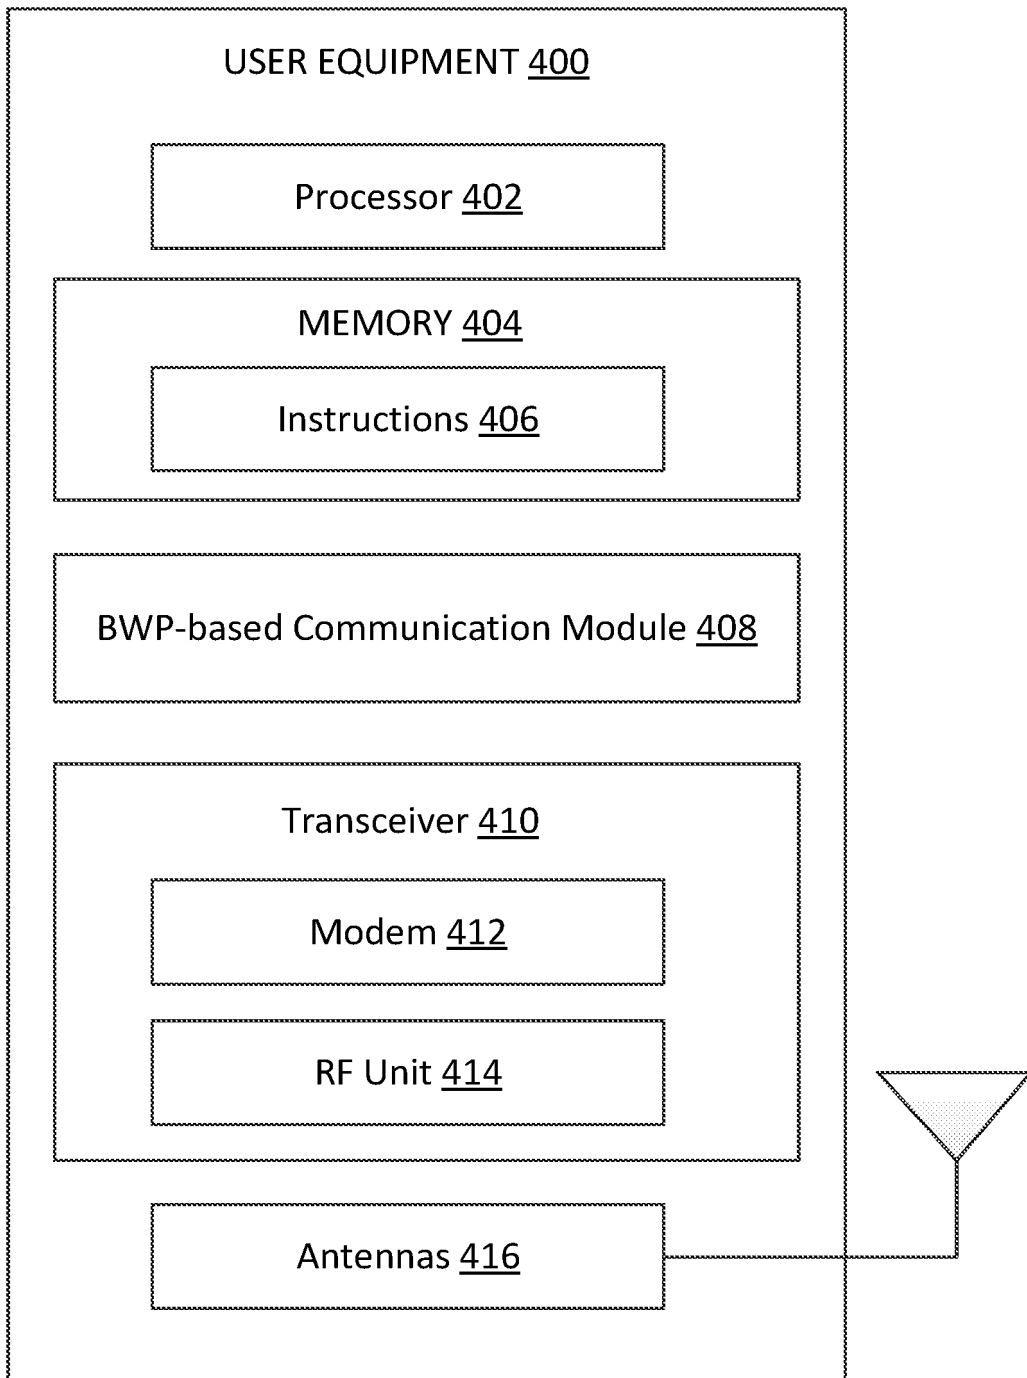 USER EQUIPMENT 400
Processor 402
MEMORY 404
Instructions 406
BWP-based Communication Module 408
Transceiver 410
Modem 412
RF Unit 414
Antennas 416